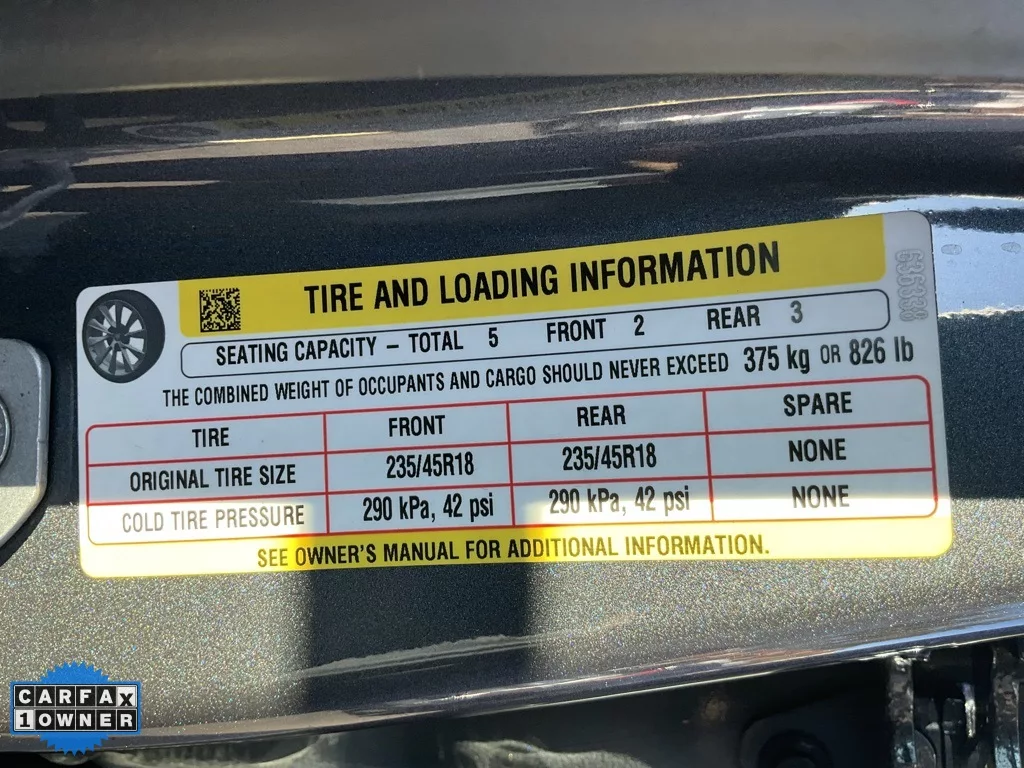 TIRE AND LOADING INFORMATION
SEATING CAPACITY – TOTAL 5 FRONT 2 REAR 3
THE COMBINED WEIGHT OF OCCUPANTS AND CARGO SHOULD NEVER EXCEED 375 kg OR 826 lb
TIRE FRONT REAR SPARE
ORIGINAL TIRE SIZE 235/45R18 235/45R18 NONE
COLD TIRE PRESSURE 290 kPa, 42 psi 290 kPa, 42 psi NONE
SEE OWNER'S MANUAL FOR ADDITIONAL INFORMATION.
CARFAX
1 OWNER